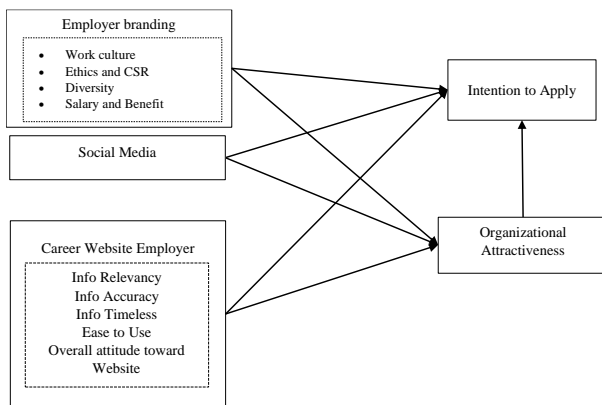 Employer branding
• Work culture
• Ethics and CSR
• Diversity
• Salary and Benefit
Social Media
Career Website Employer
Info Relevancy
Info Accuracy
Info Timeless
Ease to Use
Overall attitude toward
Website
Intention to Apply
Organizational
Attractiveness